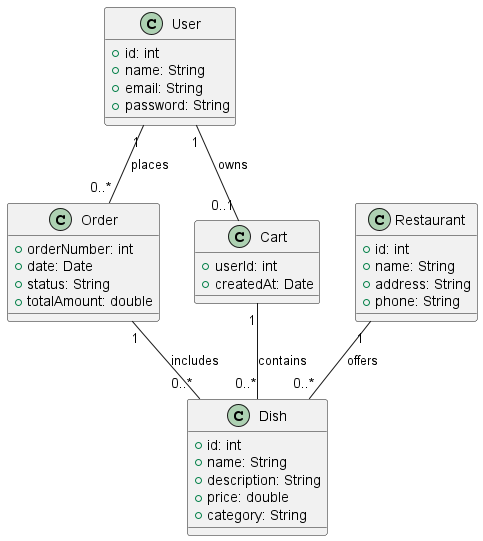 C User
id: int
name: String
email: String
password: String
1
1
places
owns
0..*
0..1
C Order
orderNumber: int
date: Date
status: String
totalAmount: double
C Cart
userId: int
createdAt: Date
C Restaurant
id: int
name: String
address: String
phone: String
1
1
1
includes
contains
offers
0..*
0..*
0..*
C Dish
id: int
name: String
description: String
price: double
category: String